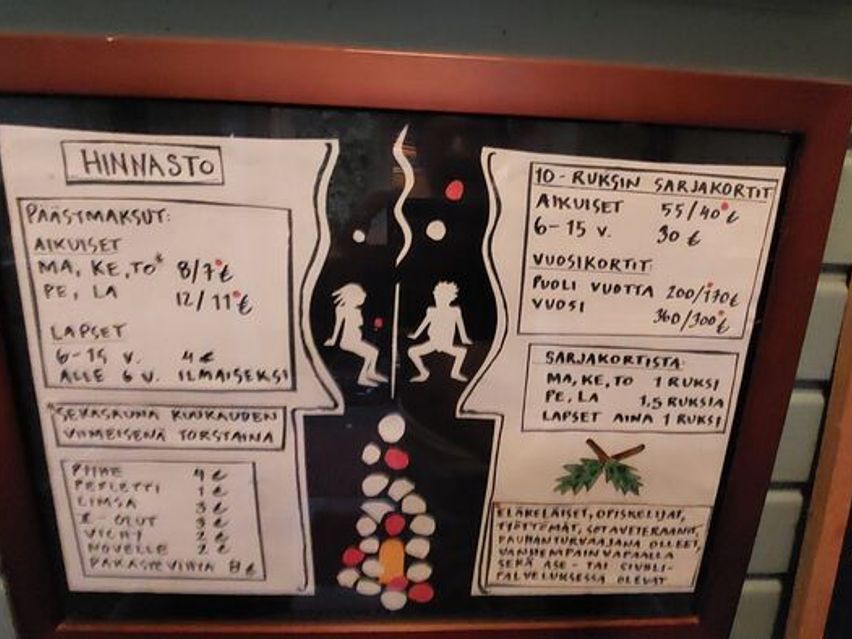 HINNASTO
PÄÄSYMAKSUT:
AIKUISET
MA, KE, TO* 8/7€
PE, LA 12/11€
LAPSET
6-15 V. 4€
ALLE 6 V. ILMAISEKSI
*SEKASAUNA KUUKAUDEN
VIIMEISENÄ TORSTAINA
PYYHE 4€
PEFLETTI 1€
LIMSA 3€
I-OLUT 3€
VICHY 2€
NOVELLE 2€
PAKASTEVIHTA 8€
10-RUKSIN SARJAKORTIT
AIKUISET 55/40€
6-15 V. 30€
VUOSIKORTIT:
PUOLI VUOTTA 200/170€
VUOSI 360/300€
SARJAKORTISTA:
MA, KE, TO 1 RUKSI
PE, LA 1,5 RUKSIA
LAPSET AINA 1 RUKSI
ELÄKELÄISET, OPISKELIJAT,
TYÖTTÖMÄT, SOTAVETERAANIT,
RAUHANTURVAAJANA OLLEET,
VANHEMPAINVAPAALLA
SEKÄ ASE- TAI SIVIILI-
PALVELUKSESSA OLEVAT